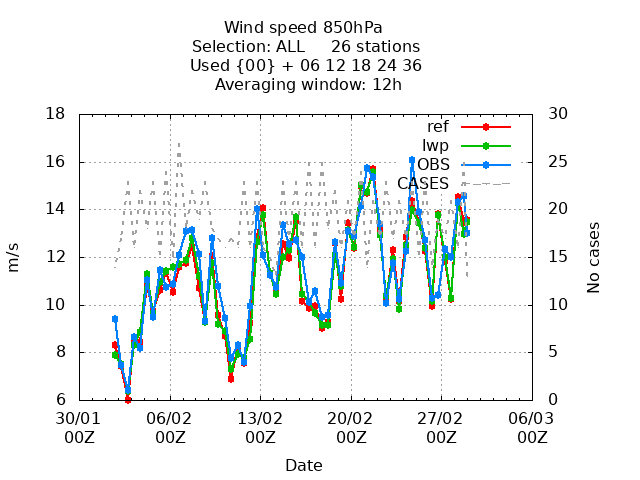 Wind speed 850hPa
Selection: ALL     26 stations
Used {00} + 06 12 18 24 36
Averaging window: 12h
18 30
ref
lwp
16 OBS 25
CASES
14 20
m/s
No cases
12 15
10 10
8 5
6 0
30/01 06/02 13/02 20/02 27/02 06/03
00Z 00Z 00Z 00Z 00Z 00Z
Date